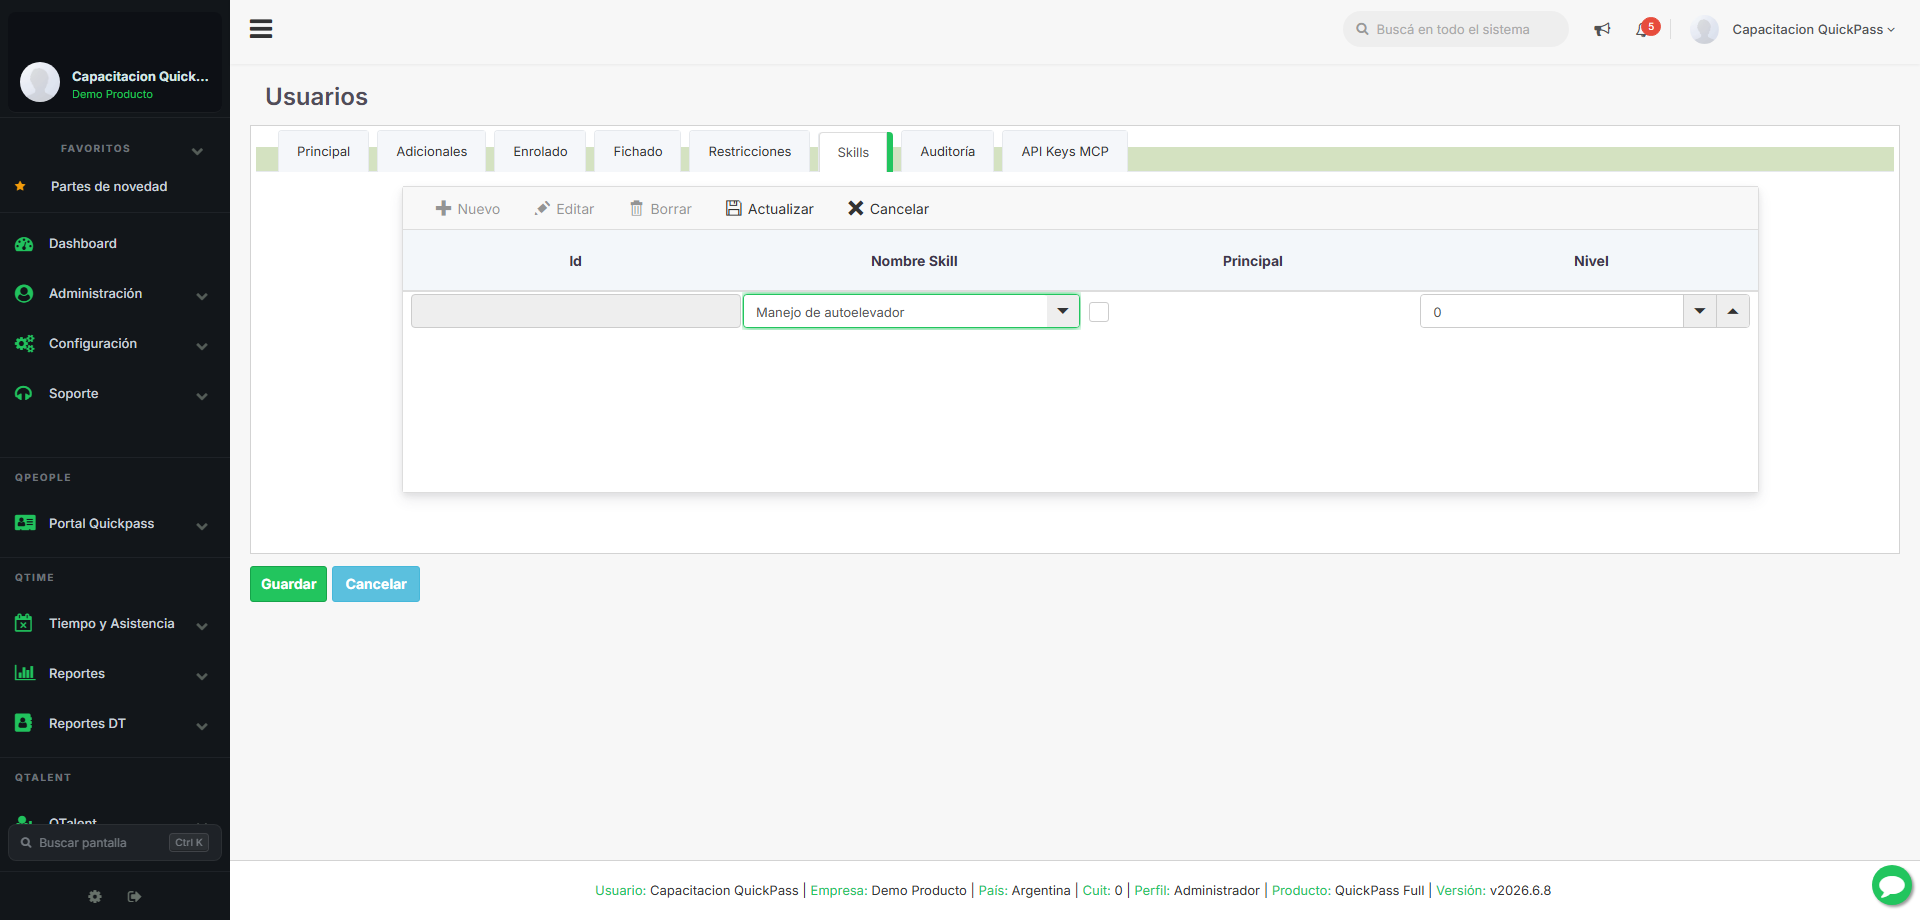 Capacitacion Quick...
Demo Producto
FAVORITOS
Partes de novedad
Dashboard
Administración
Configuración
Soporte
QPEOPLE
Portal Quickpass
QTIME
Tiempo y Asistencia
Reportes
Reportes DT
QTALENT
QTalent
Buscar pantalla Ctrl K
Buscá en todo el sistema
5
Capacitacion QuickPass
Usuarios
Principal Adicionales Enrolado Fichado Restricciones Skills Auditoría API Keys MCP
Nuevo Editar Borrar Actualizar Cancelar
Id Nombre Skill Principal Nivel
Manejo de autoelevador 0
Guardar Cancelar
Usuario: Capacitacion QuickPass | Empresa: Demo Producto | País: Argentina | Cuit: 0 | Perfil: Administrador | Producto: QuickPass Full | Versión: v2026.6.8